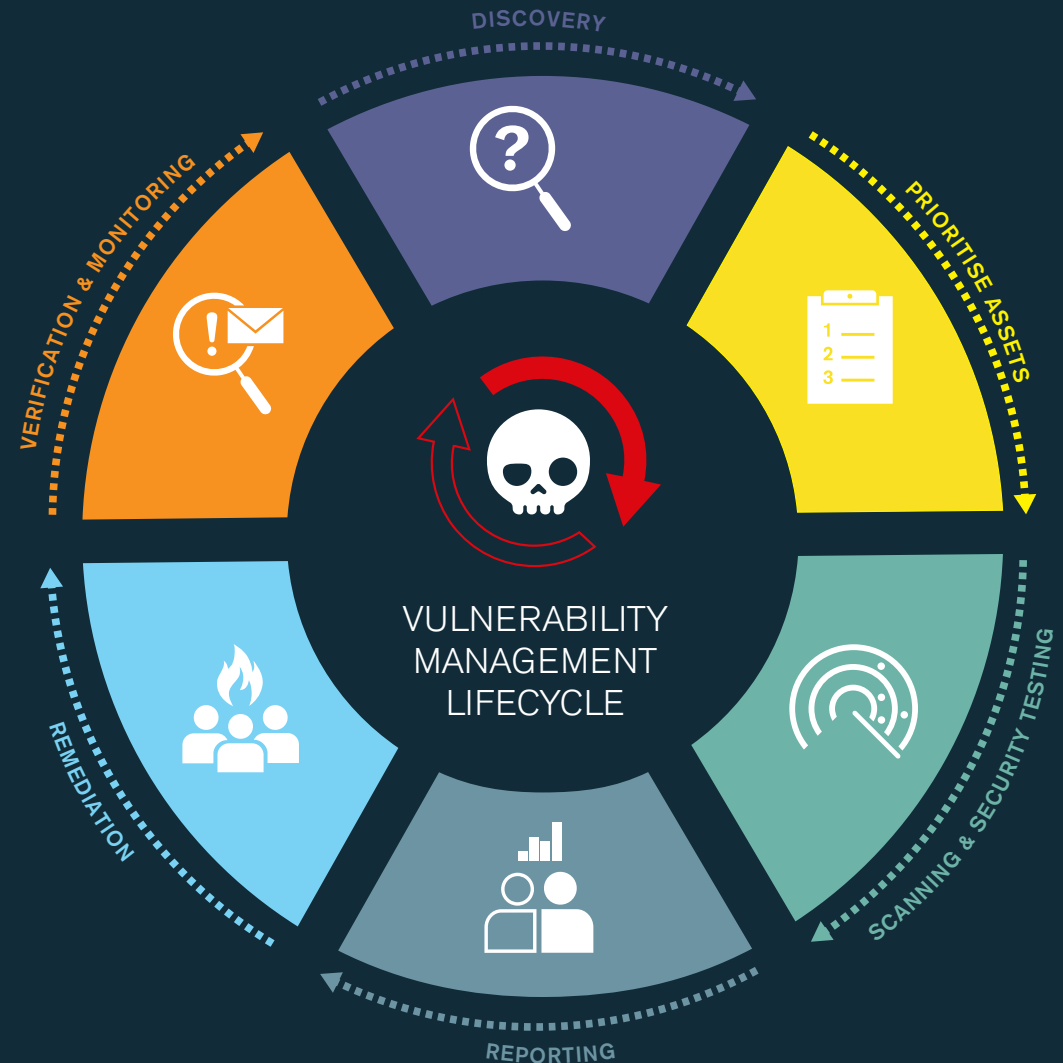 DISCOVERY
PRIORITISE ASSETS
1
2
3
SCANNING & SECURITY TESTING
REPORTING
REMEDIATION
VERIFICATION & MONITORING
?
!
VULNERABILITY
MANAGEMENT
LIFECYCLE